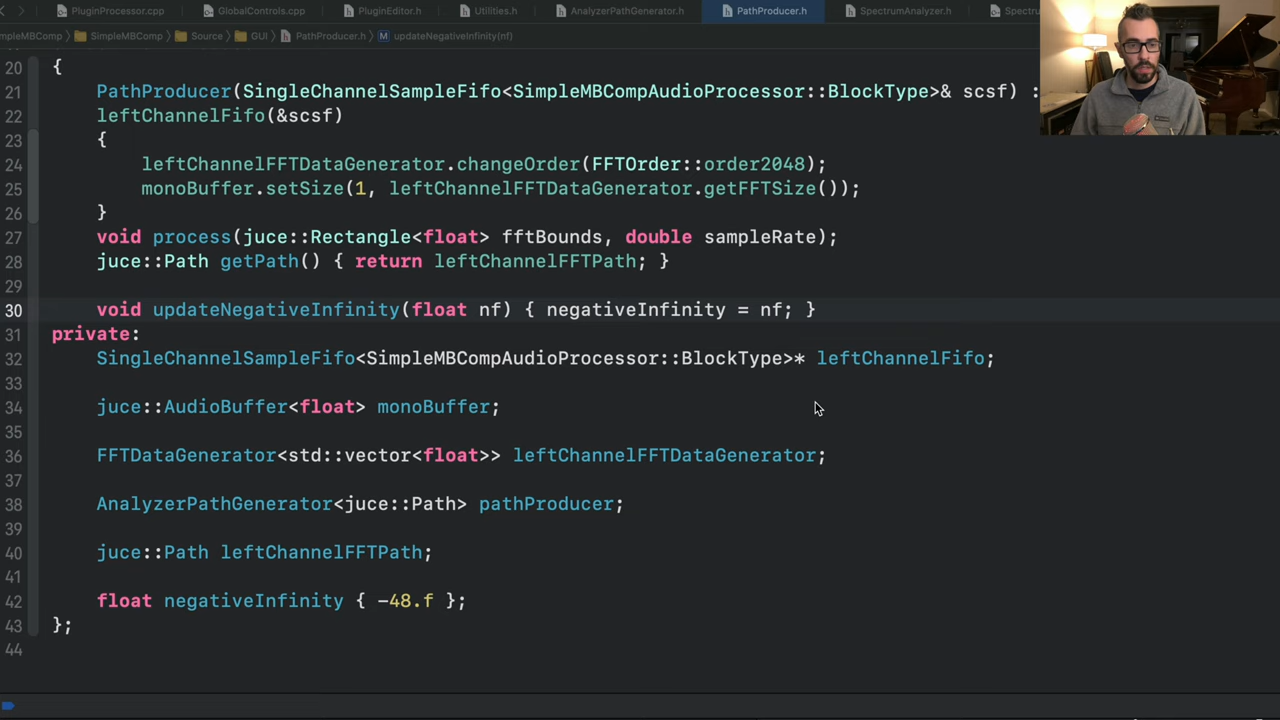 PluginProcessor.cpp GlobalControls.cpp PluginEditor.h Utilities.h AnalyzerPathGenerator.h PathProducer.h SpectrumAnalyzer.h Spectru
mpleMBComp SimpleMBComp Source GUI PathProducer.h M updateNegativeInfinity(nf)
20 {
21 PathProducer(SingleChannelSampleFifo<SimpleMBCompAudioProcessor::BlockType>& scsf) :
22 leftChannelFifo(&scsf)
23 {
24 leftChannelFFTDataGenerator.changeOrder(FFTOrder::order2048);
25 monoBuffer.setSize(1, leftChannelFFTDataGenerator.getFFTSize());
26 }
27 void process(juce::Rectangle<float> fftBounds, double sampleRate);
28 juce::Path getPath() { return leftChannelFFTPath; }
29
30 void updateNegativeInfinity(float nf) { negativeInfinity = nf; }
31 private:
32 SingleChannelSampleFifo<SimpleMBCompAudioProcessor::BlockType>* leftChannelFifo;
33
34 juce::AudioBuffer<float> monoBuffer;
35
36 FFTDataGenerator<std::vector<float>> leftChannelFFTDataGenerator;
37
38 AnalyzerPathGenerator<juce::Path> pathProducer;
39
40 juce::Path leftChannelFFTPath;
41
42 float negativeInfinity { -48.f };
43 };
44